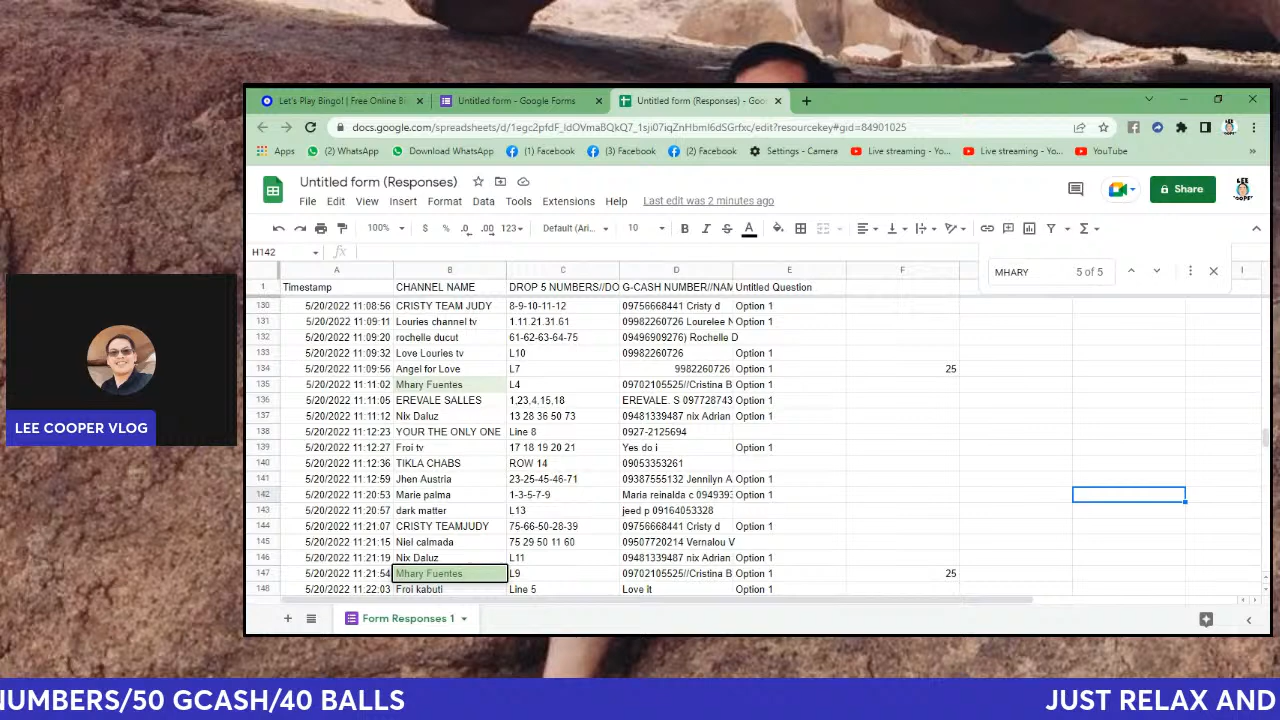 Let's Play Bingo! | Free Online B
Untitled form - Google Forms
Untitled form (Responses) - Goo
docs.google.com/spreadsheets/d/1egc2pfdF_ldOVmaBQkQ7_1sji07iqZnHbmI6dSGrfxc/edit?resourcekey#gid=84901025
Apps (2) WhatsApp Download WhatsApp (1) Facebook (3) Facebook (2) Facebook Settings - Camera Live streaming - Yo... Live streaming - Yo... YouTube »
Untitled form (Responses)
Share
File Edit View Insert Format Data Tools Extensions Help Last edit was 2 minutes ago
100% $ % .0 .00 123 Default (Ari... 10 B I S A
H142 fx
MHARY 5 of 5
A B C D E F I
1 Timestamp CHANNEL NAME DROP 5 NUMBERS//DO G-CASH NUMBER//NAM Untitled Question
130 5/20/2022 11:08:56 CRISTY TEAM JUDY 8-9-10-11-12 09756668441 Cristy d Option 1
131 5/20/2022 11:09:11 Louries channel tv 1.11.21.31.61 09982260726 Lourelee N Option 1
132 5/20/2022 11:09:20 rochelle ducut 61-62-63-64-75 09496909276) Rochelle D
133 5/20/2022 11:09:32 Love Louries tv L10 09982260726 Option 1
134 5/20/2022 11:09:56 Angel for Love L7 9982260726 Option 1 25
135 5/20/2022 11:11:02 Mhary Fuentes L4 09702105525//Cristina B Option 1
136 5/20/2022 11:11:05 EREVALE SALLES 1,23,4,15,18 EREVALE. S 097728743 Option 1
137 5/20/2022 11:11:12 Nix Daluz 13 28 36 50 73 09481339487 nix Adrian Option 1
138 5/20/2022 11:12:23 YOUR THE ONLY ONE Line 8 0927-2125694
139 5/20/2022 11:12:27 Froi tv 17 18 19 20 21 Yes do i Option 1
140 5/20/2022 11:12:36 TIKLA CHABS ROW 14 09053353261
141 5/20/2022 11:12:59 Jhen Austria 23-25-45-46-71 09387555132 Jennilyn A Option 1
142 5/20/2022 11:20:53 Marie palma 1-3-5-7-9 Maria reinalda c 0949393 Option 1
143 5/20/2022 11:20:57 dark matter L13 jeed p 09164053328
144 5/20/2022 11:21:07 CRISTY TEAMJUDY 75-66-50-28-39 09756668441 Cristy d Option 1
145 5/20/2022 11:21:15 Niel calmada 75 29 50 11 60 09507720214 Vernalou V
146 5/20/2022 11:21:19 Nix Daluz L11 09481339487 nix Adrian Option 1
147 5/20/2022 11:21:54 Mhary Fuentes L9 09702105525//Cristina B Option 1 25
148 5/20/2022 11:22:03 Froi kabuti Line 5 Love it Option 1
Form Responses 1
LEE COOPER VLOG
NUMBERS/50 GCASH/40 BALLS JUST RELAX AND